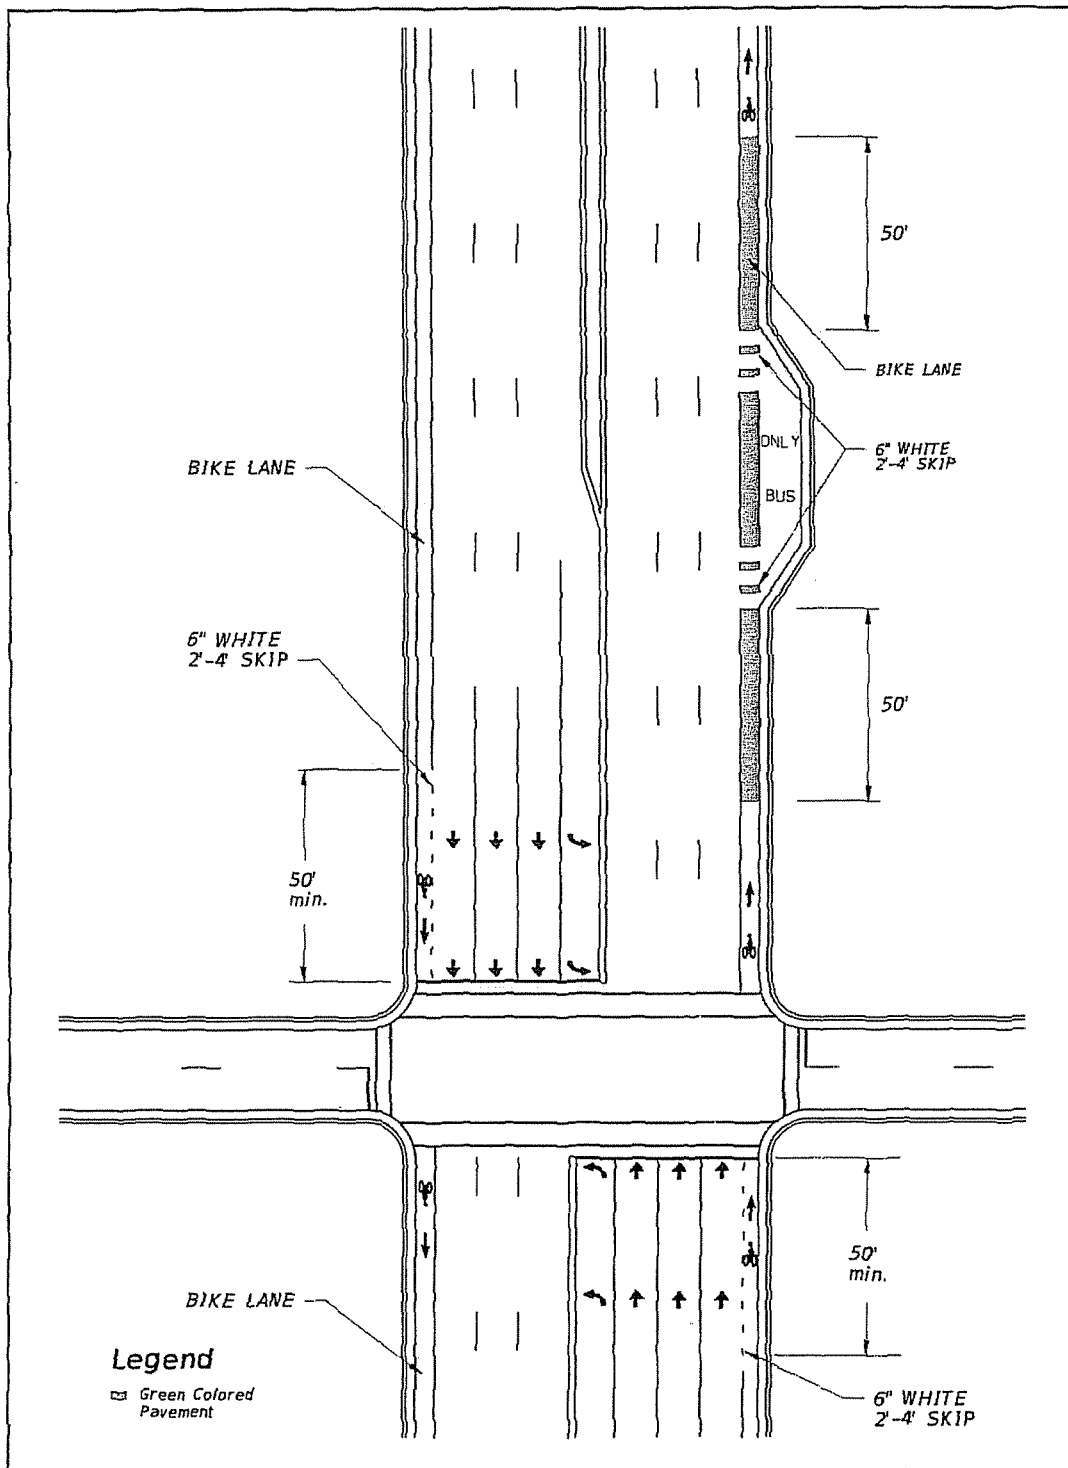 50'
BIKE LANE
ONLY
6" WHITE
2'-4' SKIP
BIKE LANE
BUS
6" WHITE
2'-4' SKIP
50'
50'
min.
50'
min.
BIKE LANE
Legend
Green Colored
Pavement
6" WHITE
2'-4' SKIP